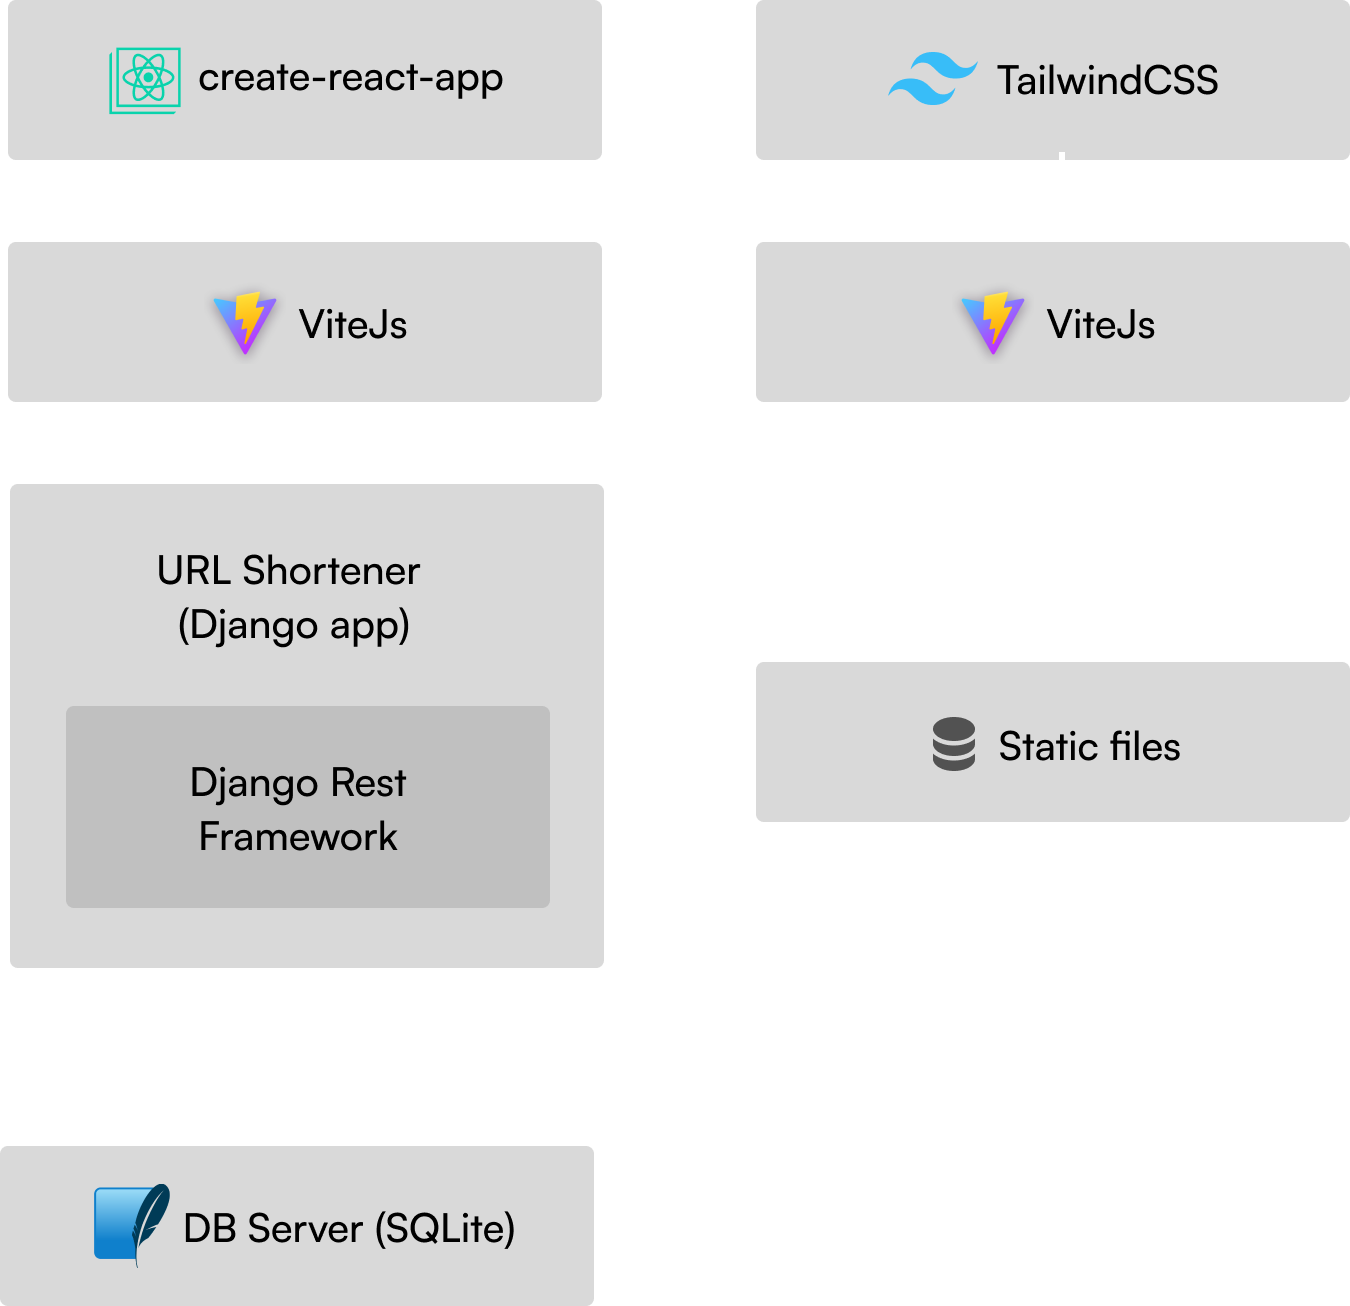 create-react-app
TailwindCSS
ViteJs
ViteJs
URL Shortener
(Django app)
Django Rest
Framework
Static files
DB Server (SQLite)